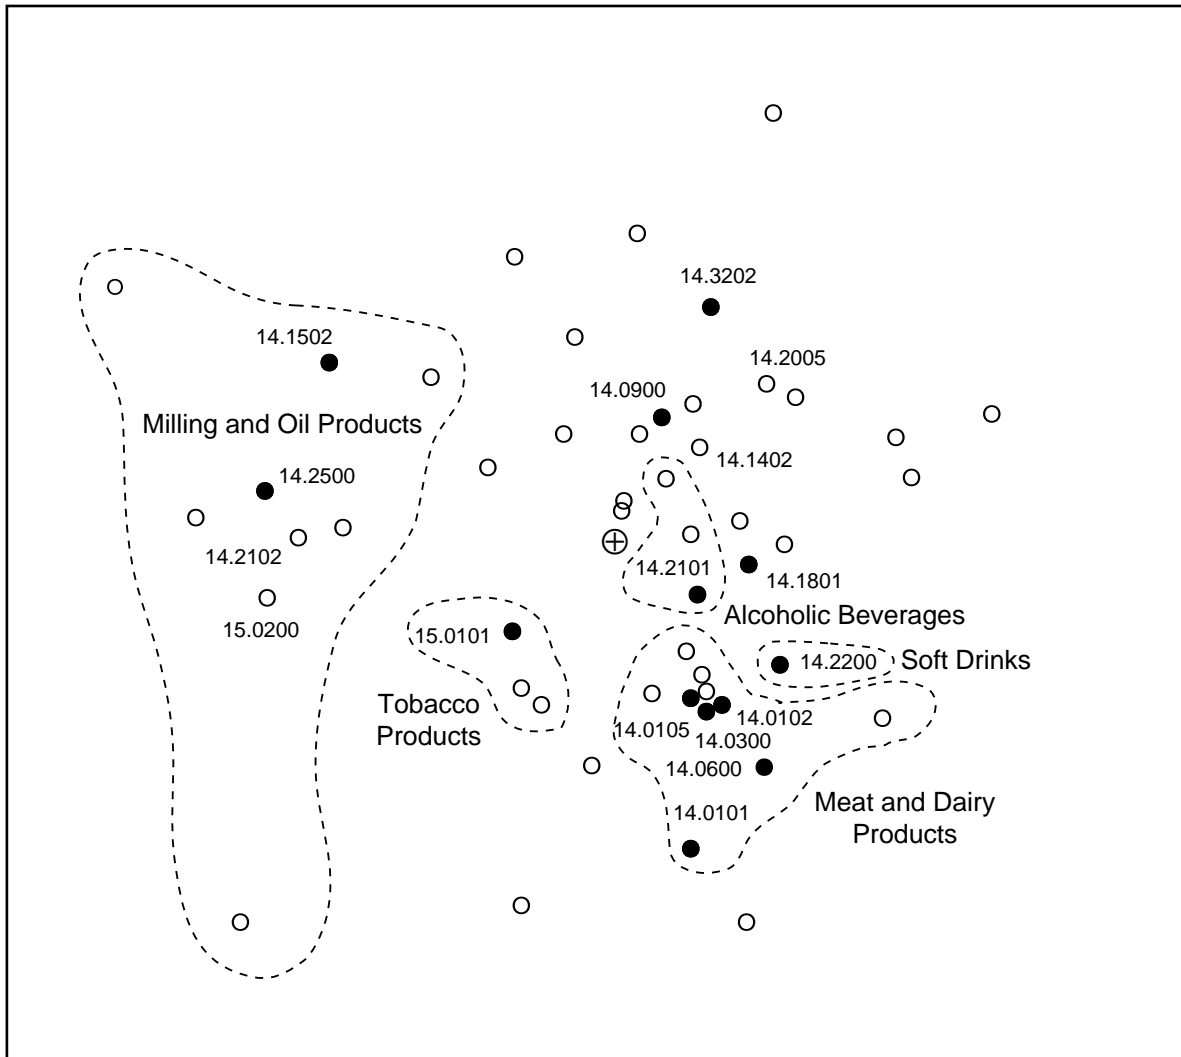 14.3202
14.1502
14.2005
14.0900
Milling and Oil Products
14.1402
14.2500
14.2102
14.2101
14.1801
15.0200
15.0101
Alcoholic Beverages
14.2200
Soft Drinks
Tobacco
Products
14.0105
14.0102
14.0300
14.0600
14.0101
Meat and Dairy
Products